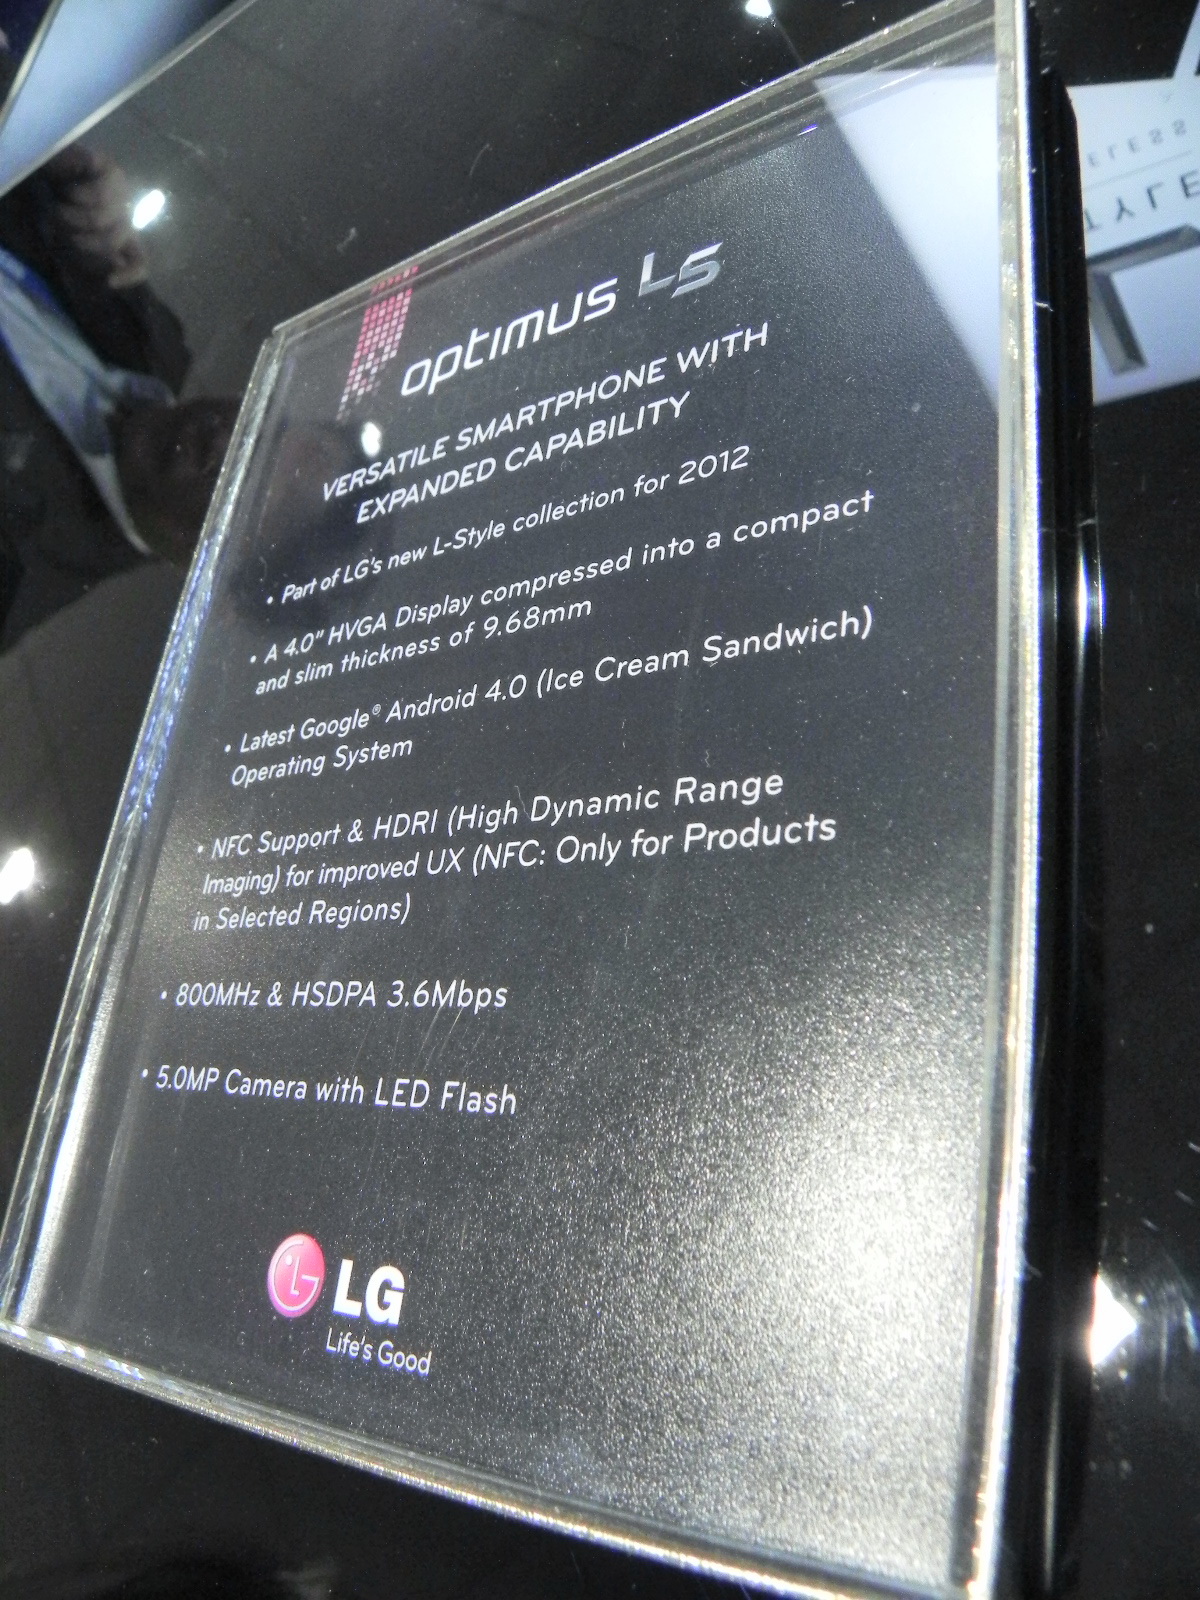 optimus L5
VERSATILE SMARTPHONE WITH
EXPANDED CAPABILITY
• Part of LG's new L-Style collection for 2012
• A 4.0" HVGA Display compressed into a compact
and slim thickness of 9.68mm
• Latest Google® Android 4.0 (Ice Cream Sandwich)
Operating System
• NFC Support & HDRI (High Dynamic Range
Imaging) for improved UX (NFC: Only for Products
in Selected Regions)
• 800MHz & HSDPA 3.6Mbps
• 5.0MP Camera with LED Flash
LG
Life's Good